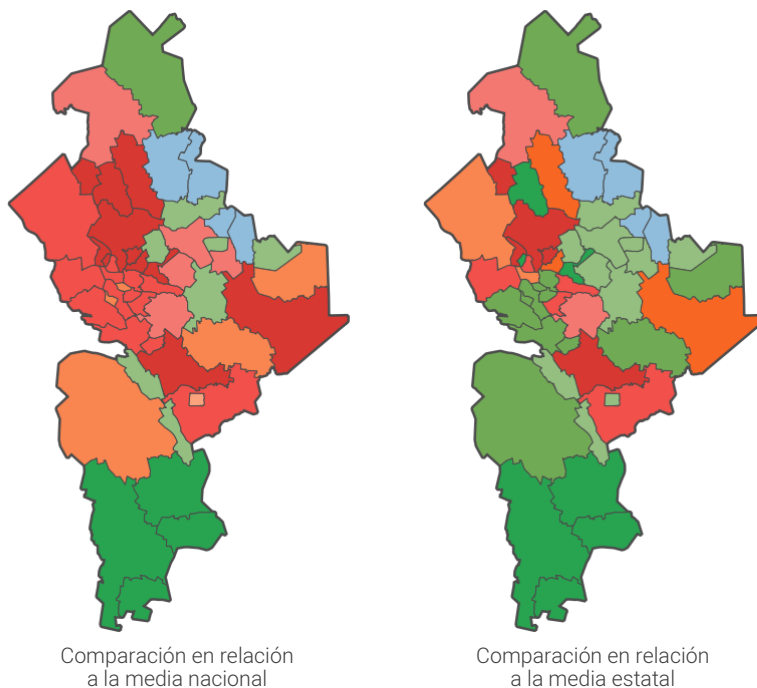 Comparación en relación
a la media nacional
Comparación en relación
a la media estatal